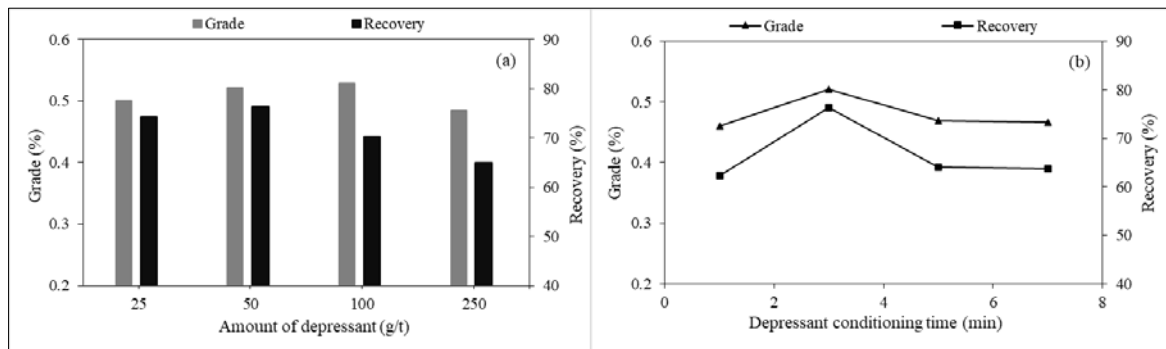 Grade Recovery
(a)
Grade (%)
0.6
0.5
0.4
0.3
0.2
90
80
70
60
50
40
Recovery (%)
25 50 100 250
Amount of depressant (g/t)
Grade Recovery
(b)
Grade (%)
0.6
0.5
0.4
0.3
0.2
90
80
70
60
50
40
Recovery (%)
0 2 4 6 8
Depressant conditioning time (min)